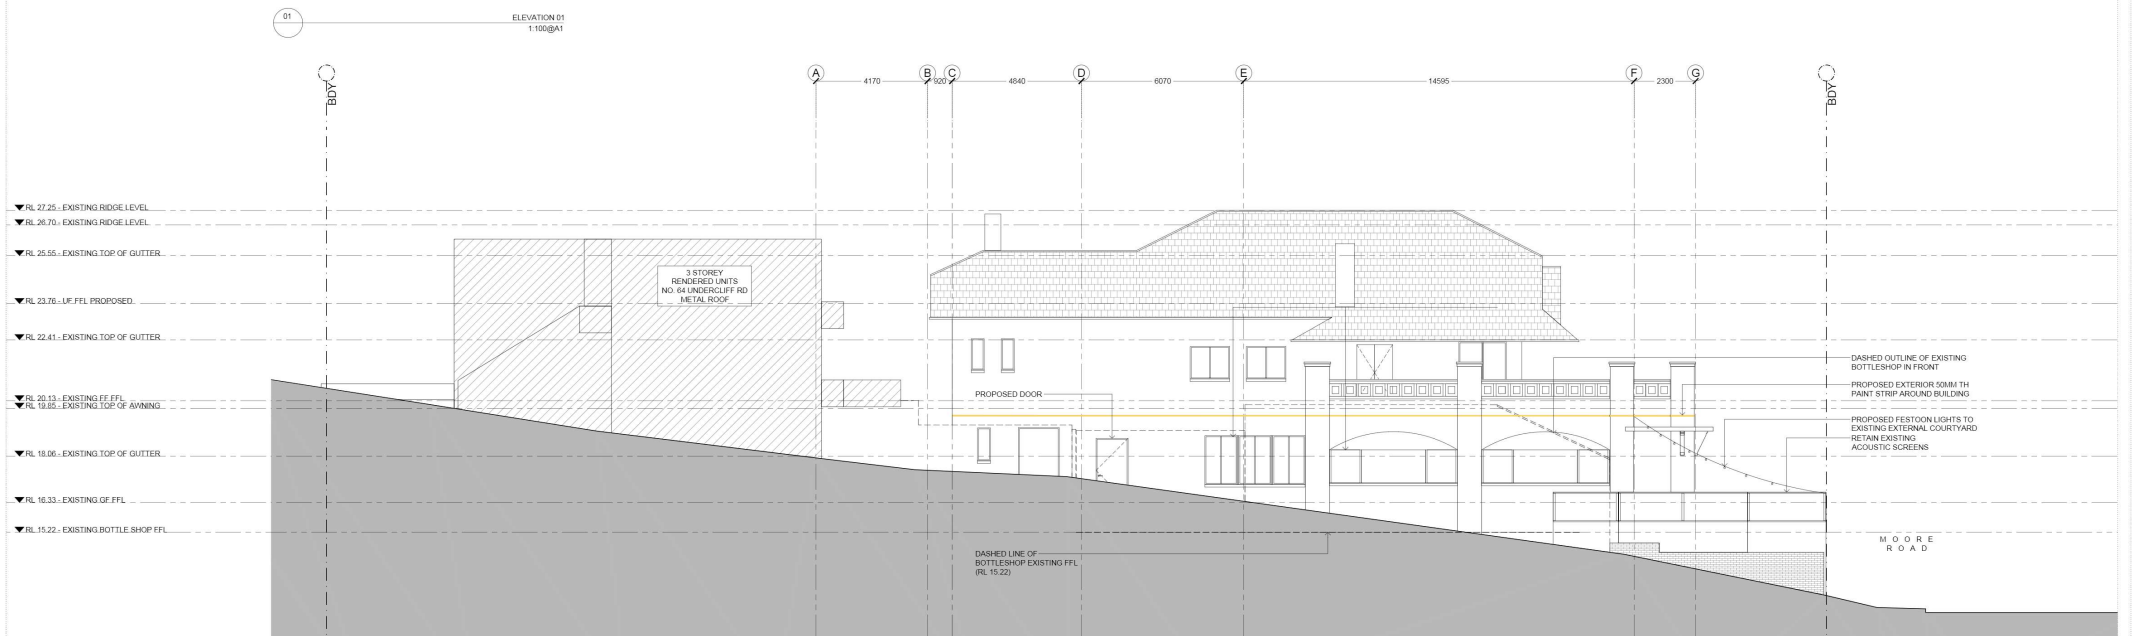 01
ELEVATION 01
1:100@A1
BDY
A
4170
B
920
C
4840
D
6070
E
14595
F
2300
G
BDY
RL 27.25 - EXISTING RIDGE LEVEL
RL 26.70 - EXISTING RIDGE LEVEL
RL 25.55 - EXISTING TOP OF GUTTER
RL 23.76 - UF FFL PROPOSED
RL 22.41 - EXISTING TOP OF GUTTER
RL 20.13 - EXISTING FF FFL
RL 19.85 - EXISTING TOP OF AWNING
RL 18.06 - EXISTING TOP OF GUTTER
RL 16.33 - EXISTING GF FFL
RL 15.22 - EXISTING BOTTLE SHOP FFL
3 STOREY
RENDERED UNITS
NO. 64 UNDERCLIFF RD
METAL ROOF
PROPOSED DOOR
DASHED LINE OF
BOTTLESHOP EXISTING FFL
(RL 15.22)
DASHED OUTLINE OF EXISTING
BOTTLESHOP IN FRONT
PROPOSED EXTERIOR 50MM TH
PAINT STRIP AROUND BUILDING
PROPOSED FESTOON LIGHTS TO
EXISTING EXTERNAL COURTYARD
RETAIN EXISTING
ACOUSTIC SCREENS
MOORE
ROAD